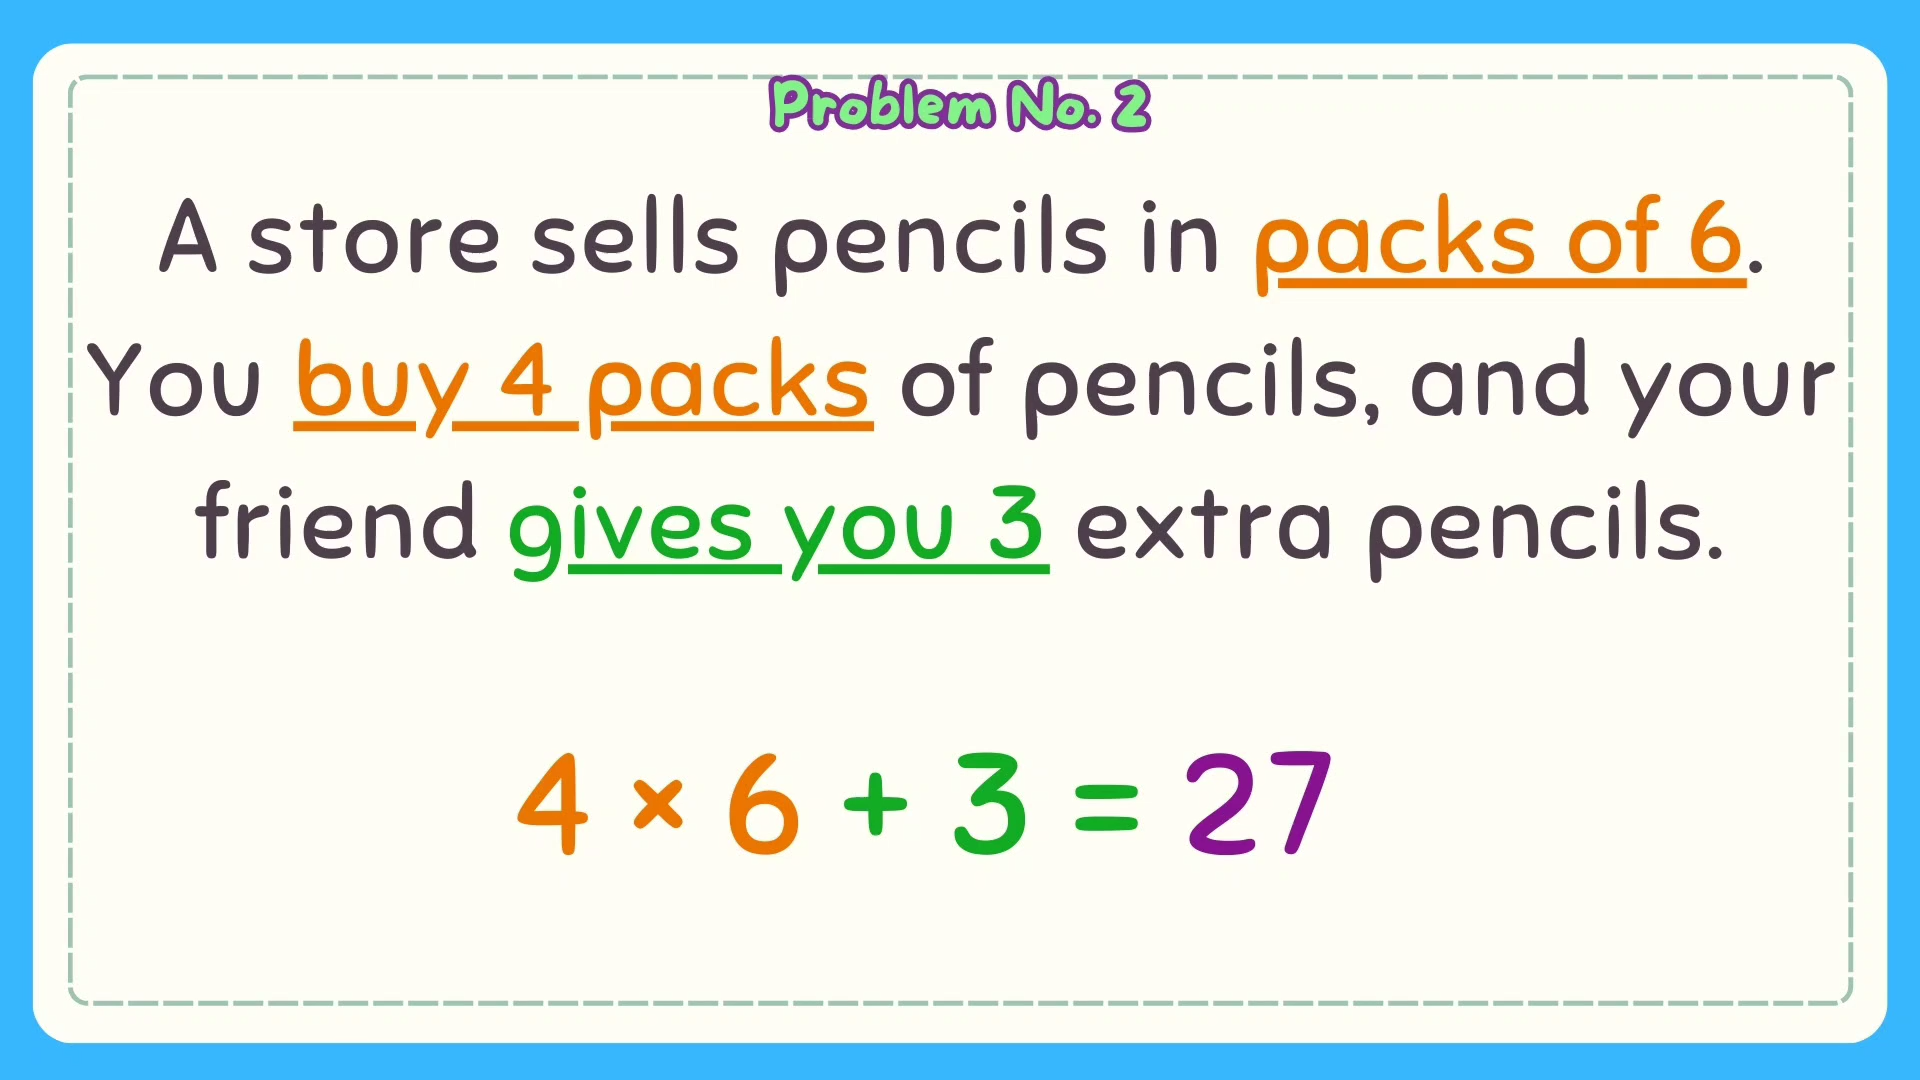 Problem No. 2
A store sells pencils in packs of 6.
You buy 4 packs of pencils, and your
friend gives you 3 extra pencils.
4 × 6 + 3 = 27